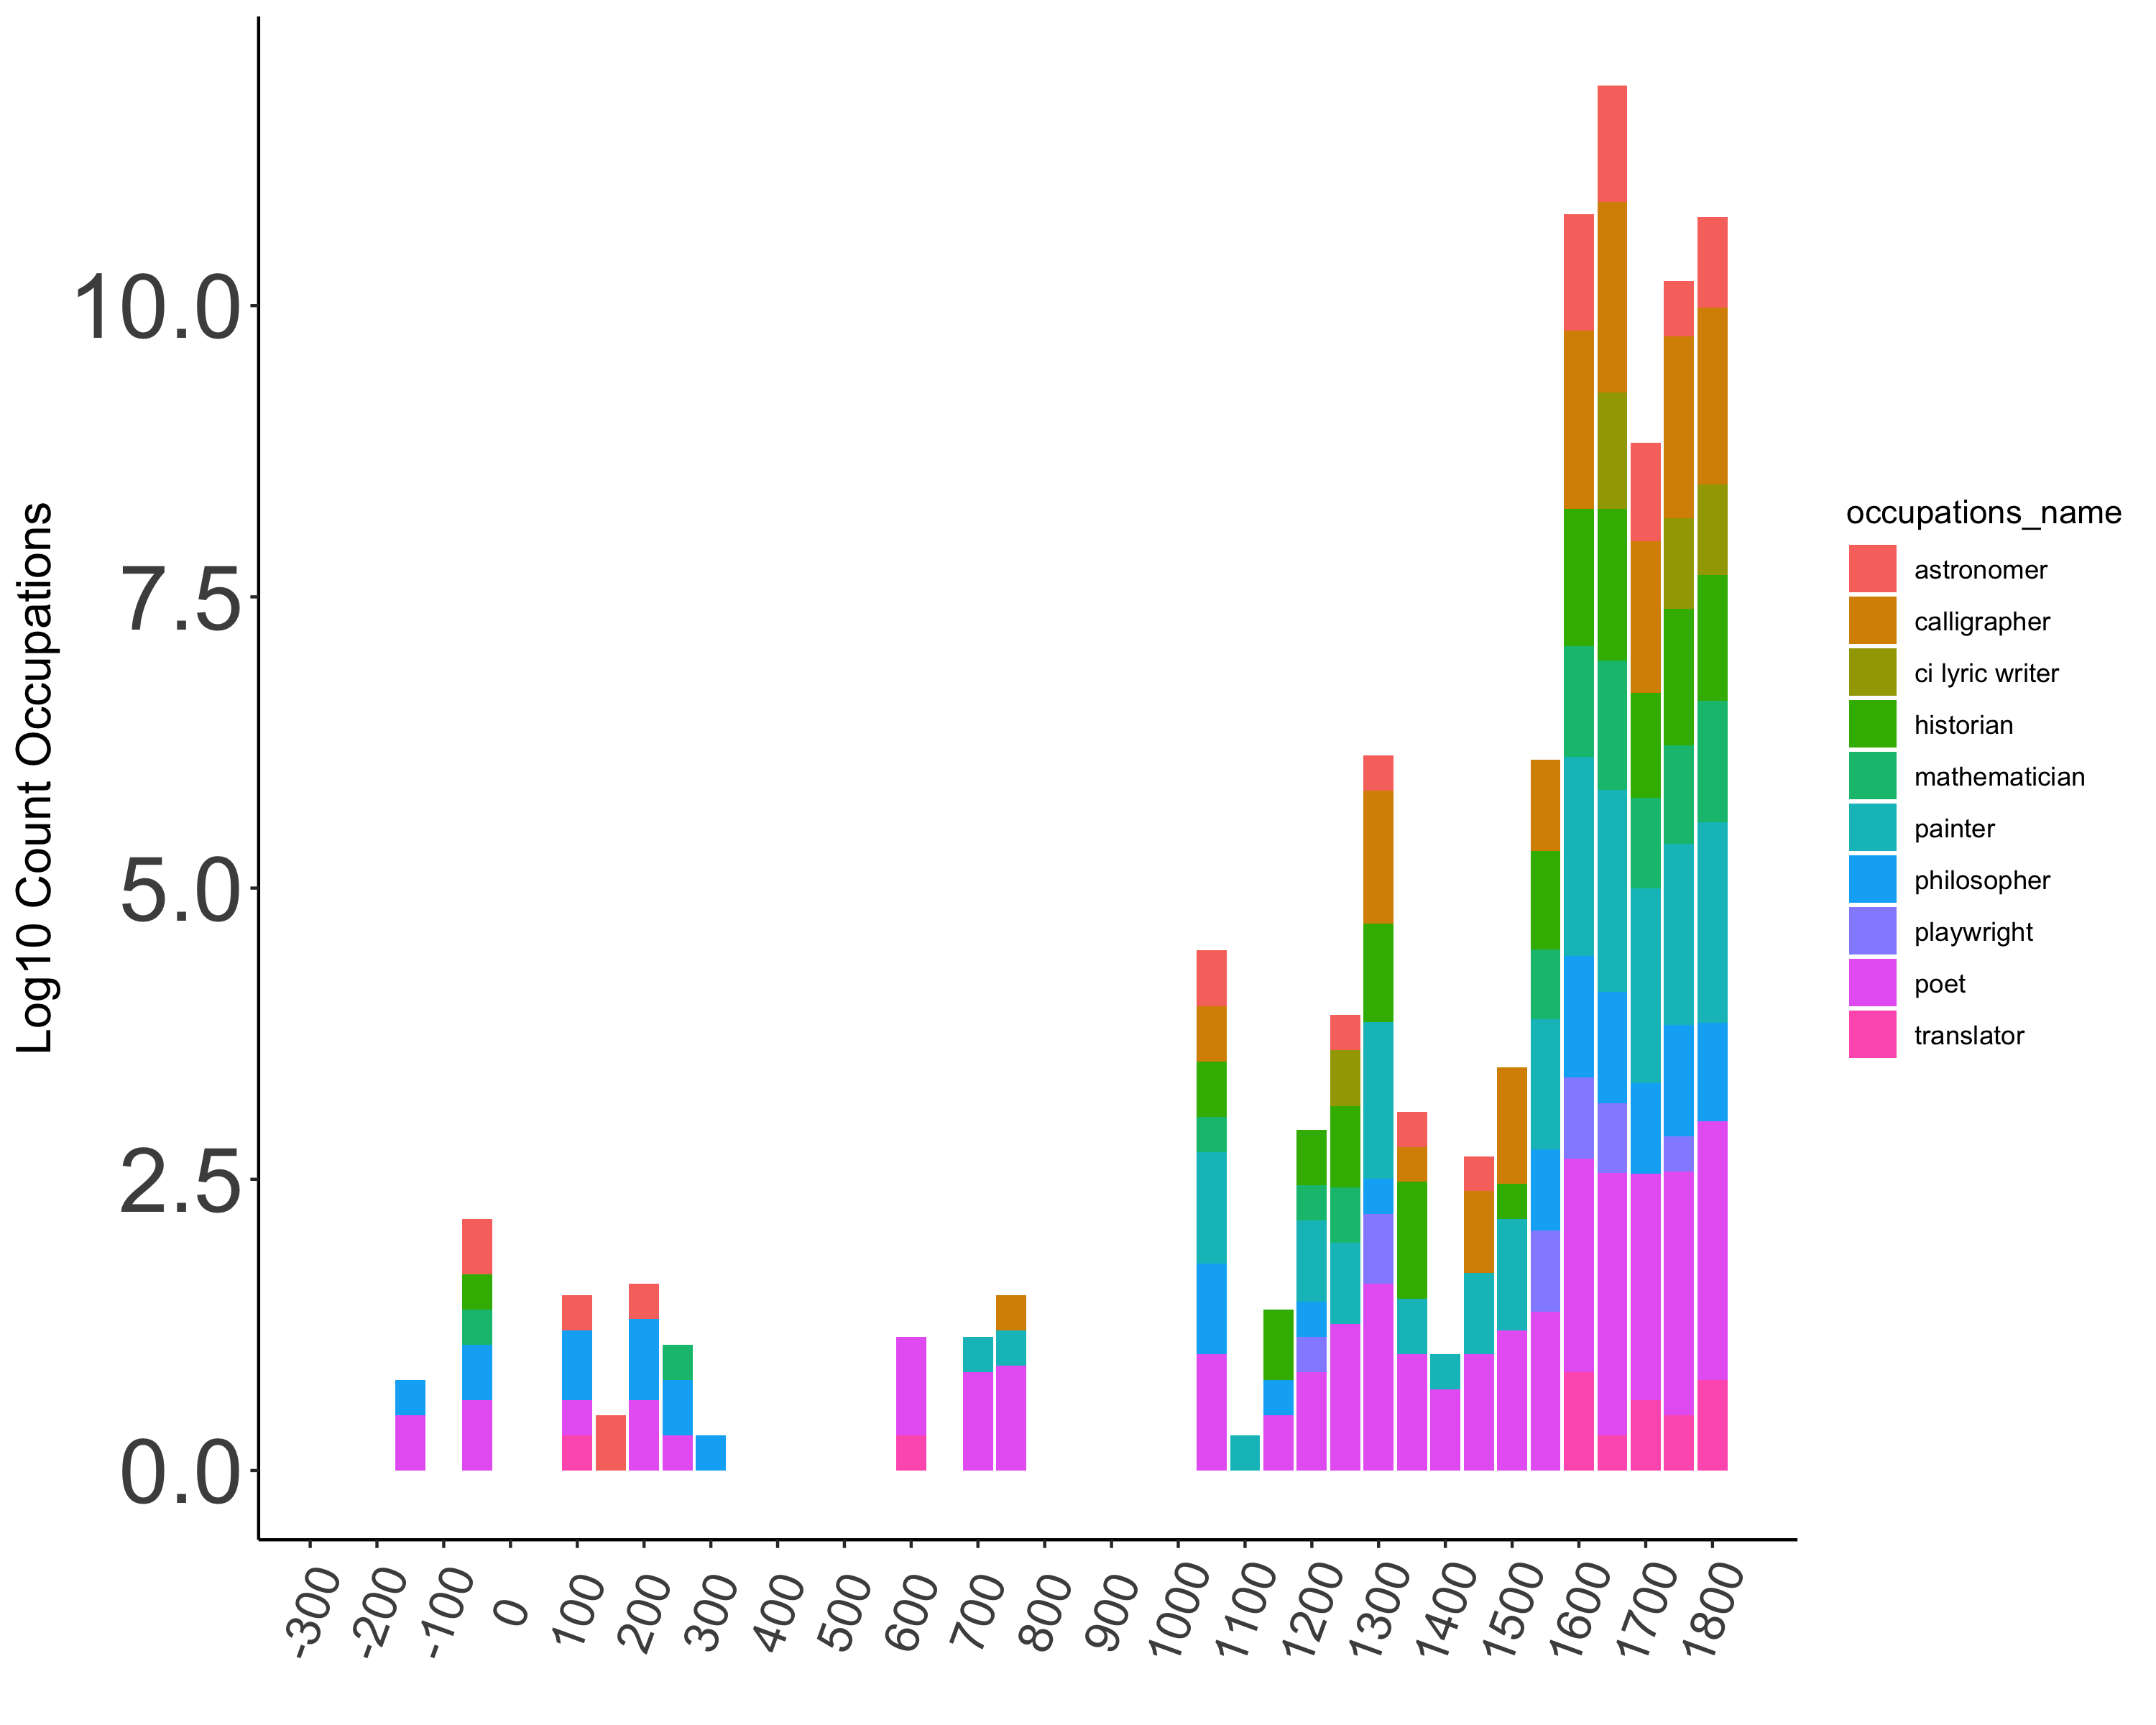 Log10 Count Occupations
10.0
7.5
5.0
2.5
0.0
-300
-200
-100
0
100
200
300
400
500
600
700
800
900
1000
1100
1200
1300
1400
1500
1600
1700
1800
occupations_name
astronomer
calligrapher
ci lyric writer
historian
mathematician
painter
philosopher
playwright
poet
translator